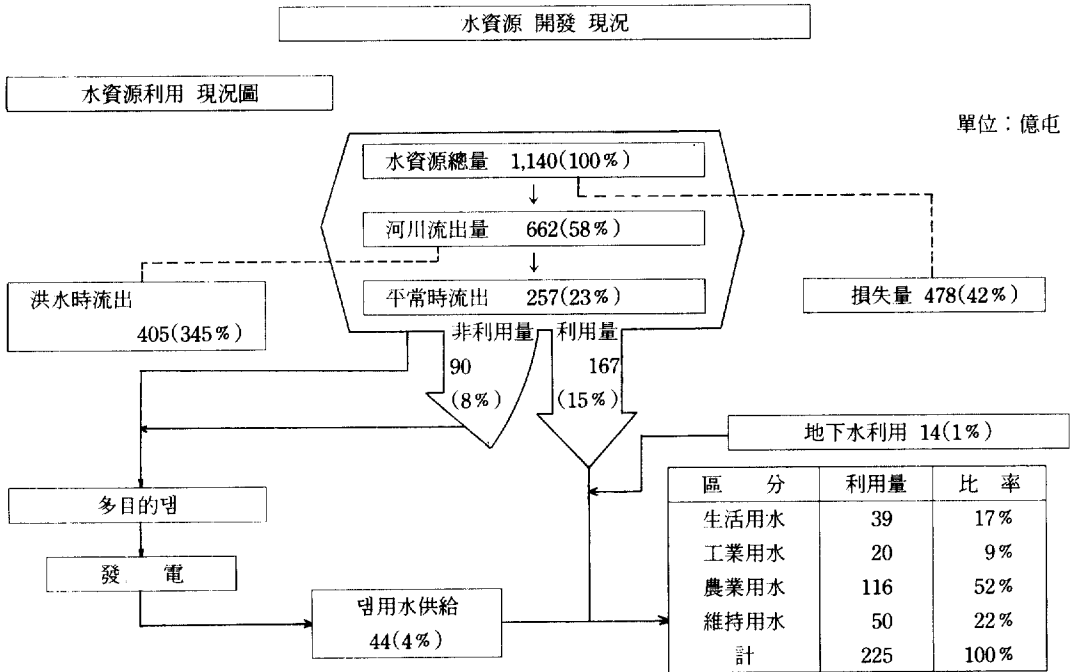 水資源 開發 現況
水資源利用 現況圖
單位：億屯
水資源總量 1,140(100%)
↓
河川流出量 662(58%)
↓
平常時流出 257(23%)
洪水時流出
405(345%)
損失量 478(42%)
非利用量 利用量
90 167
(8%) (15%)
地下水利用 14(1%)
多目的댐
發 電
댐用水供給
44(4%)
區 分 利用量 比 率
生活用水 39 17%
工業用水 20 9%
農業用水 116 52%
維持用水 50 22%
計 225 100%